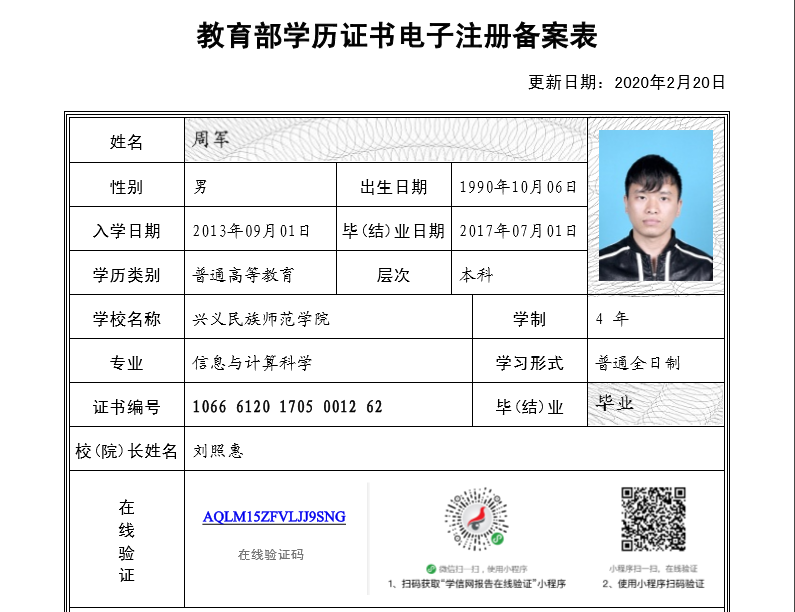 教育部学历证书电子注册备案表
更新日期：2020年2月20日
姓名 周军
性别 男 出生日期 1990年10月06日
入学日期 2013年09月01日 毕(结)业日期 2017年07月01日
学历类别 普通高等教育 层次 本科
学校名称 兴义民族师范学院 学制 4 年
专业 信息与计算科学 学习形式 普通全日制
证书编号 1066 6120 1705 0012 62 毕(结)业 毕业
校(院)长姓名 刘照惠
在线验证
AQLM15ZFVLJJ9SNG
在线验证码
微信扫一扫，使用小程序
1、扫码获取“学信网报告在线验证”小程序
小程序扫一扫，在线验证
2、使用小程序扫码验证